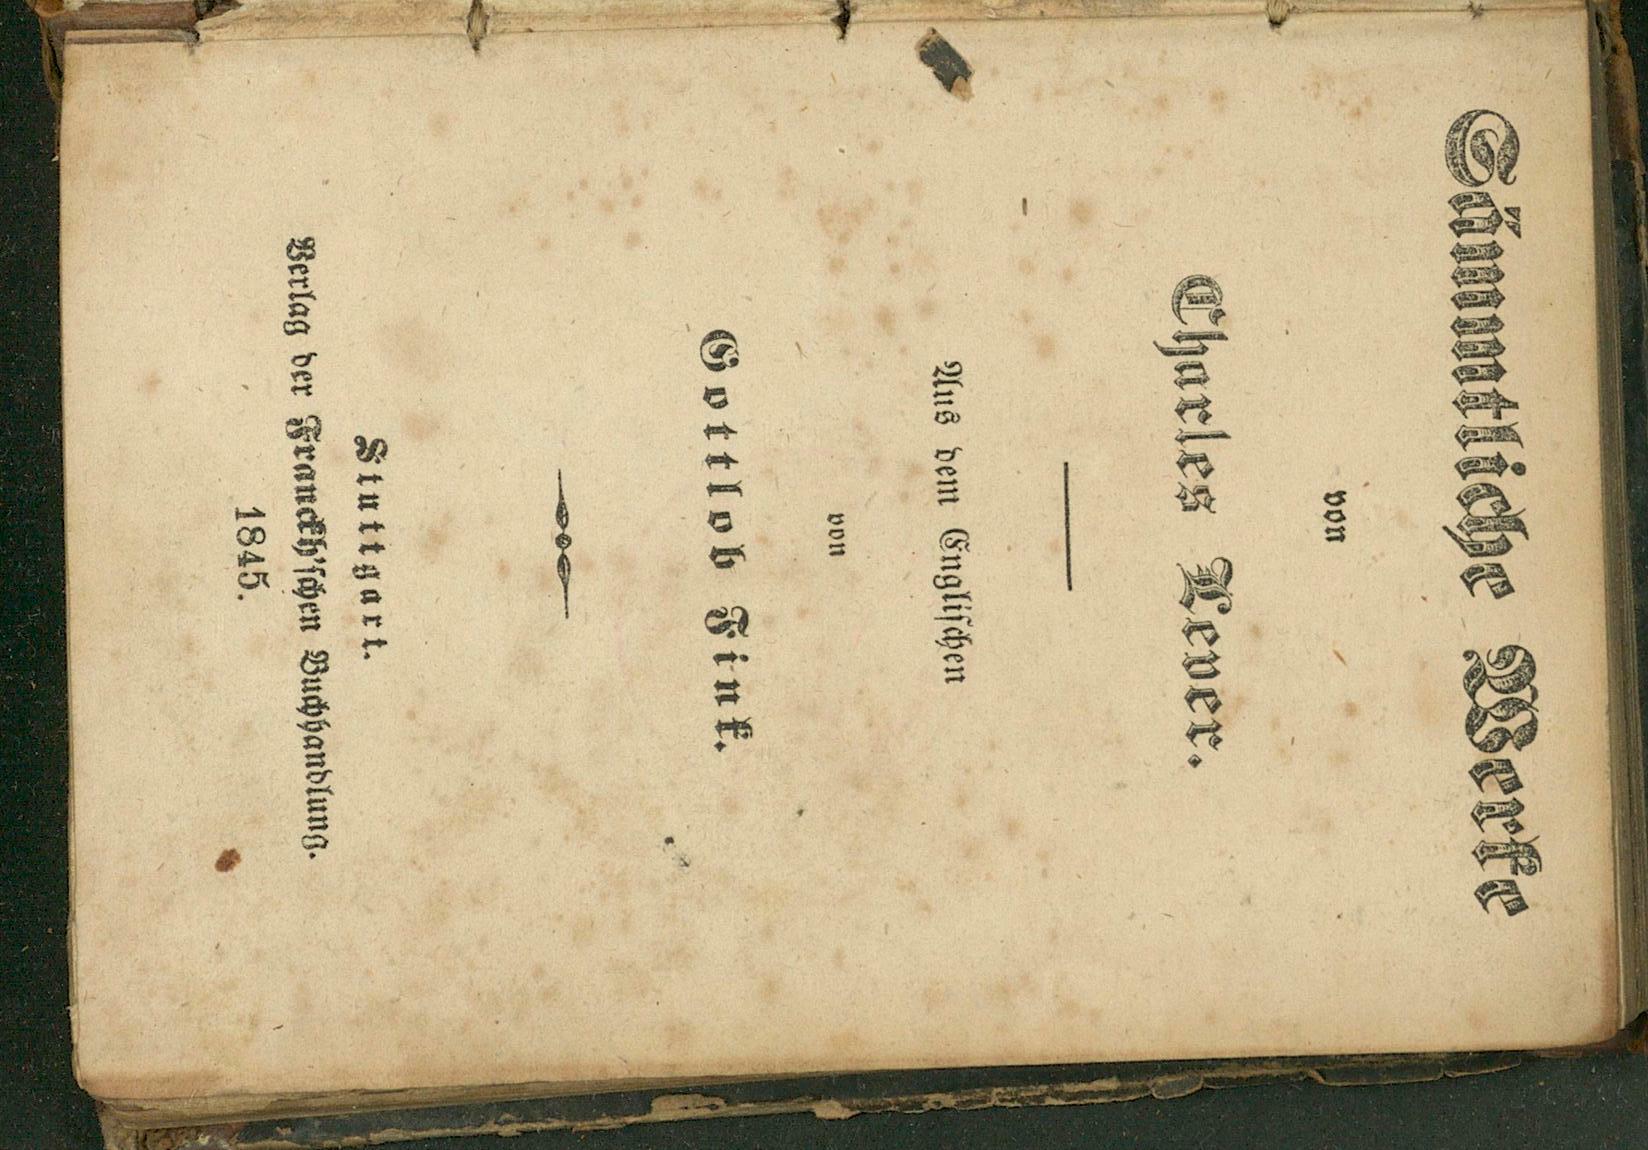 Sämmtliche Werke
von
Charles Lever.
Aus dem Englischen
von
Gottlob Fink.
Stuttgart.
Verlag der Franckh'schen Buchhandlung.
1845.